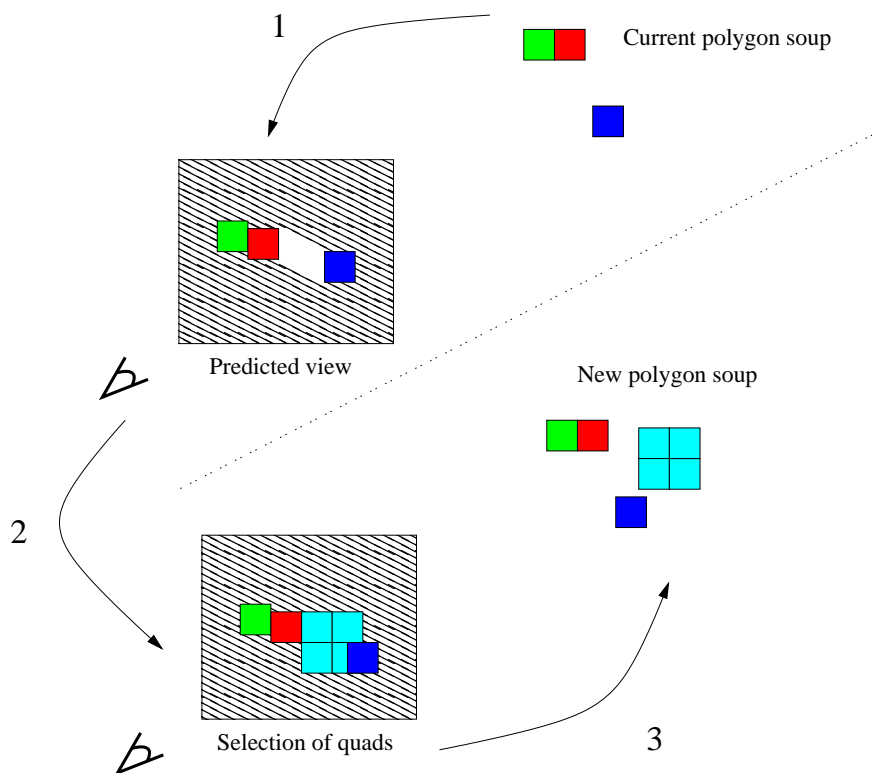 1
Current polygon soup
Predicted view
New polygon soup
2
Selection of quads
3